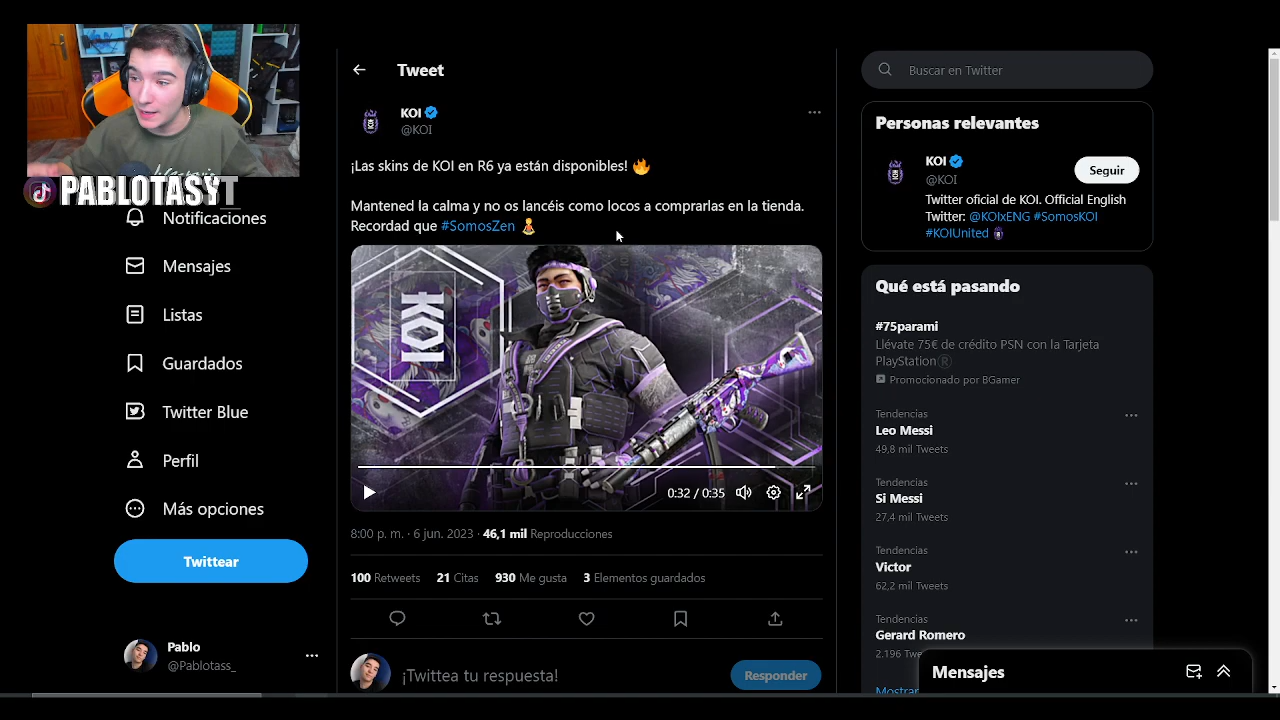 PABLOTASY
Notificaciones
Mensajes
Listas
Guardados
Twitter Blue
Perfil
Más opciones
Twittear
Pablo
@Pablotass_
Tweet
KOI
@KOI
¡Las skins de KOI en R6 ya están disponibles! 🔥
Mantened la calma y no os lancéis como locos a comprarlas en la tienda.
Recordad que #SomosZen
KOI
0:32 / 0:35
8:00 p. m. · 6 jun. 2023 · 46,1 mil Reproducciones
100 Retweets 21 Citas 930 Me gusta 3 Elementos guardados
¡Twittea tu respuesta!
Responder
Buscar en Twitter
Personas relevantes
KOI
@KOI
Seguir
Twitter oficial de KOI. Official English
Twitter: @KOIxENG #SomosKOI
#KOIUnited
Qué está pasando
#75parami
Llévate 75€ de crédito PSN con la Tarjeta
PlayStation®
Promocionado por BGamer
Tendencias
Leo Messi
49,8 mil Tweets
Tendencias
Si Messi
27,4 mil Tweets
Tendencias
Victor
62,2 mil Tweets
Tendencias
Gerard Romero
2.196 Twe
Mostrar
Mensajes